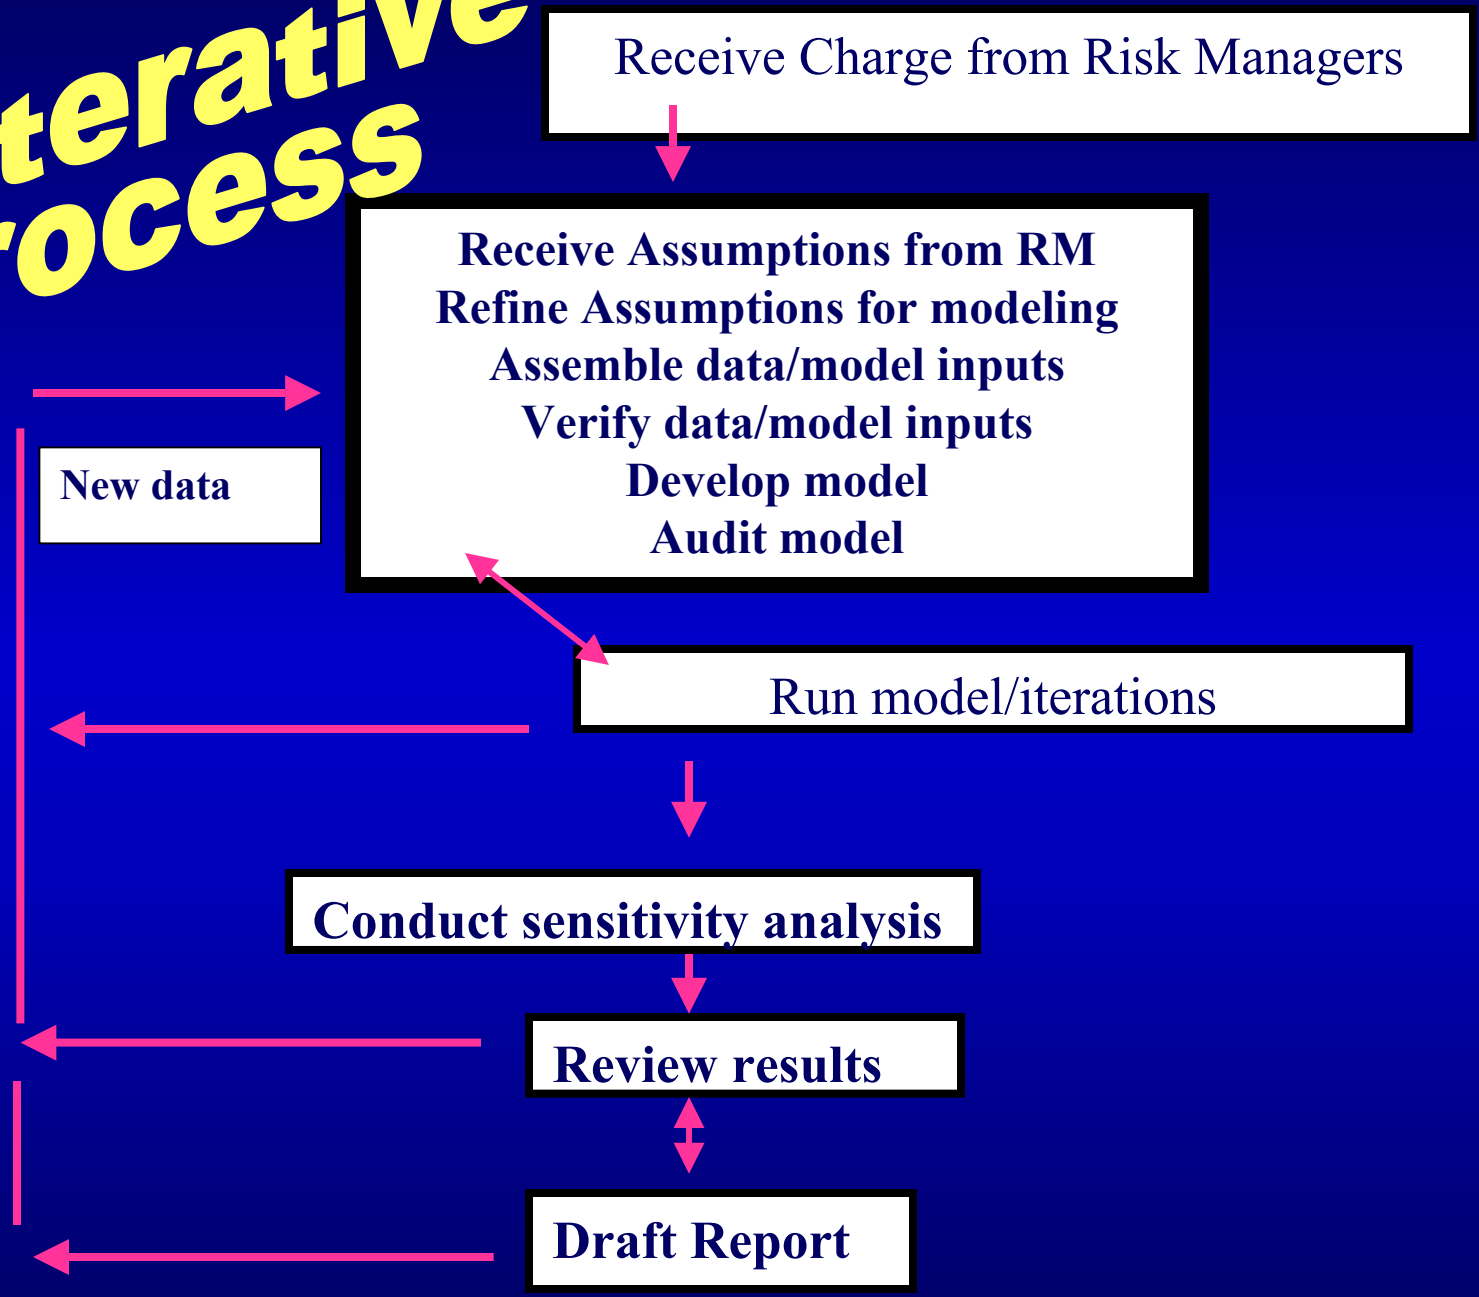 terative
rocess
Receive Charge from Risk Managers
Receive Assumptions from RM
Refine Assumptions for modeling
Assemble data/model inputs
Verify data/model inputs
Develop model
Audit model
New data
Run model/iterations
Conduct sensitivity analysis
Review results
Draft Report